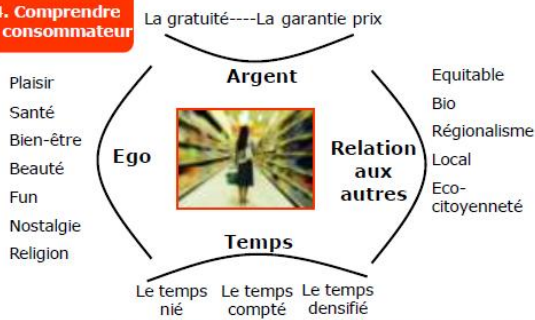 4. Comprendre
consommateur
La gratuité----La garantie prix
Argent
Plaisir
Santé
Bien-être
Beauté
Fun
Nostalgie
Religion
Ego
Relation
aux
autres
Equitable
Bio
Régionalisme
Local
Eco-
citoyenneté
Temps
Le temps
nié
Le temps
compté
Le temps
densifié